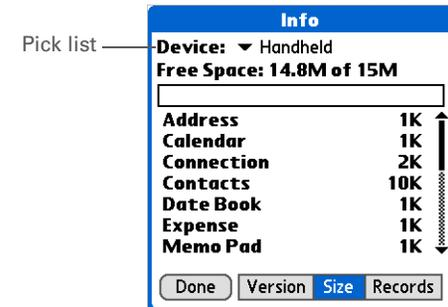 Info
Pick list
Device: Handheld
Free Space: 14.8M of 15M
Address 1K
Calendar 1K
Connection 2K
Contacts 10K
Date Book 1K
Expense 1K
Memo Pad 1K
Done Version Size Records